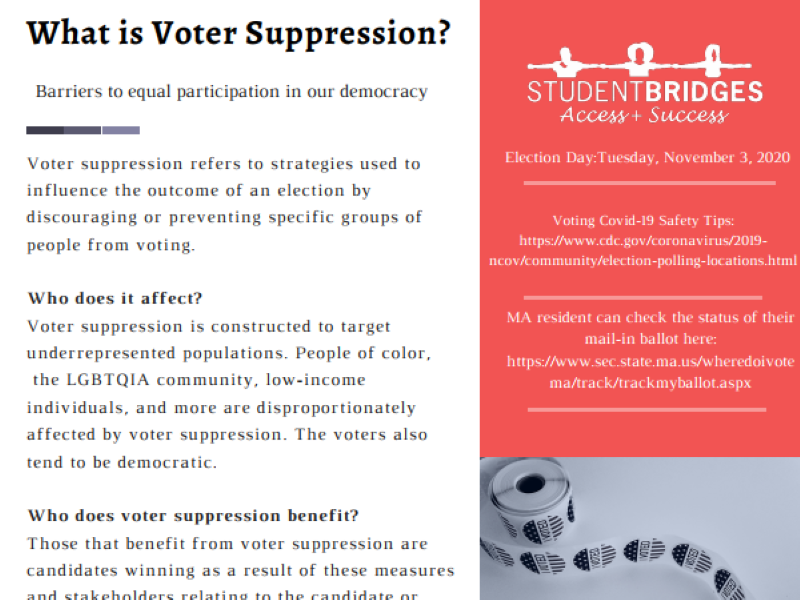 What is Voter Suppression?
Barriers to equal participation in our democracy
Voter suppression refers to strategies used to
influence the outcome of an election by
discouraging or preventing specific groups of
people from voting.
Who does it affect?
Voter suppression is constructed to target
underrepresented populations. People of color,
the LGBTQIA community, low-income
individuals, and more are disproportionately
affected by voter suppression. The voters also
tend to be democratic.
Who does voter suppression benefit?
Those that benefit from voter suppression are
candidates winning as a result of these measures
and stakeholders relating to the candidate or
STUDENTBRIDGES
Access + Success
Election Day:Tuesday, November 3, 2020
Voting Covid-19 Safety Tips:
https://www.cdc.gov/coronavirus/2019-
ncov/community/election-polling-locations.html
MA resident can check the status of their
mail-in ballot here:
https://www.sec.state.ma.us/wheredoivote
ma/track/trackmyballot.aspx